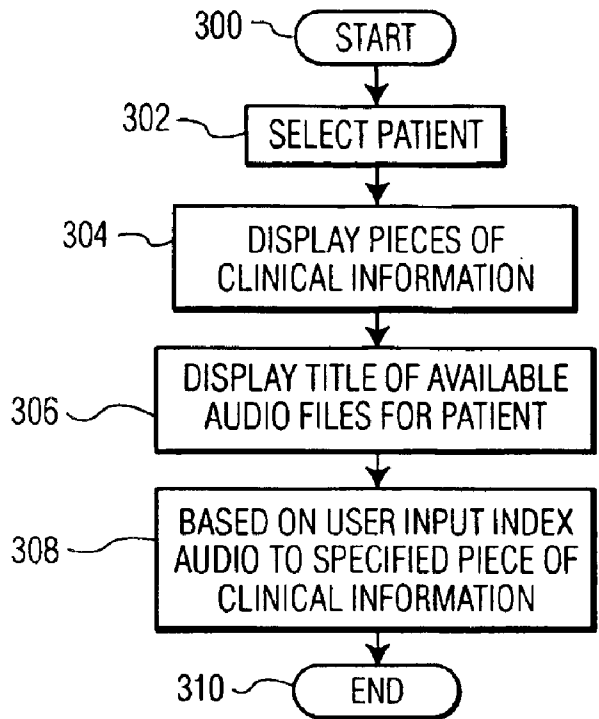 300
START
302
SELECT PATIENT
304
DISPLAY PIECES OF
CLINICAL INFORMATION
306
DISPLAY TITLE OF AVAILABLE
AUDIO FILES FOR PATIENT
308
BASED ON USER INPUT INDEX
AUDIO TO SPECIFIED PIECE OF
CLINICAL INFORMATION
310
END